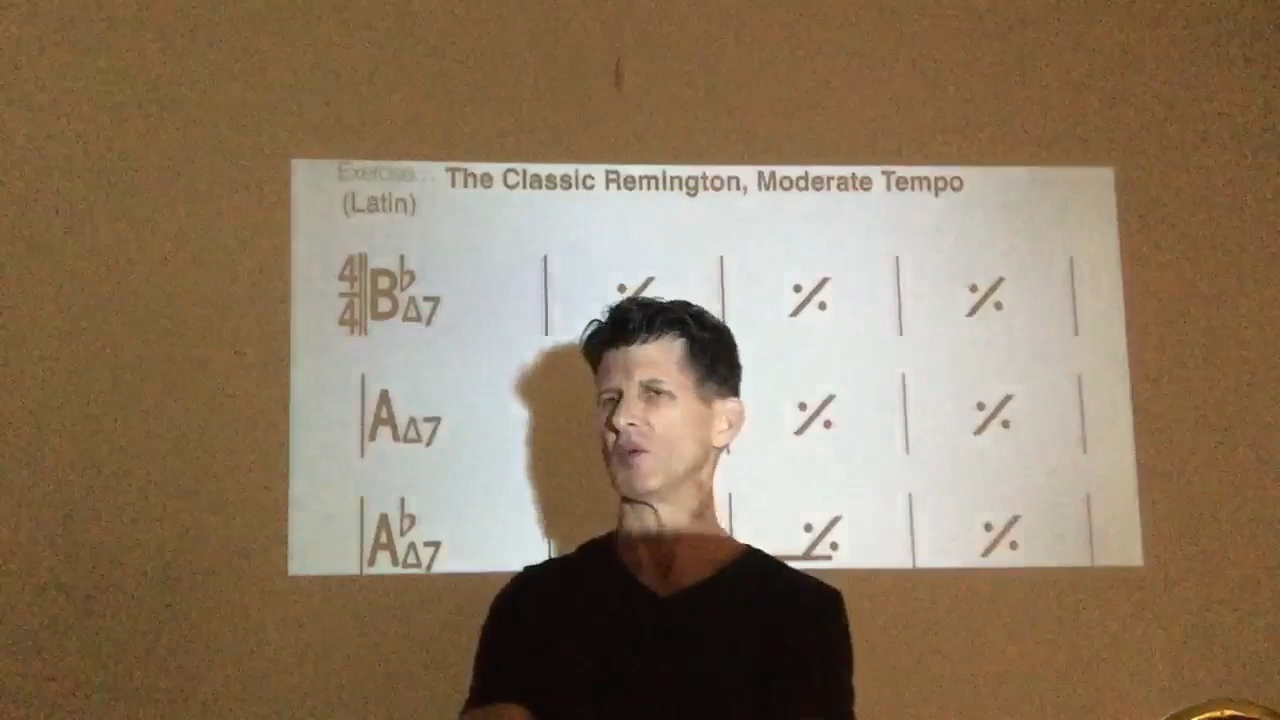 Exercise... The Classic Remington, Moderate Tempo
(Latin)
4/4 B♭Δ7 | % | % | %
AΔ7 | % | %
A♭Δ7 | % | %